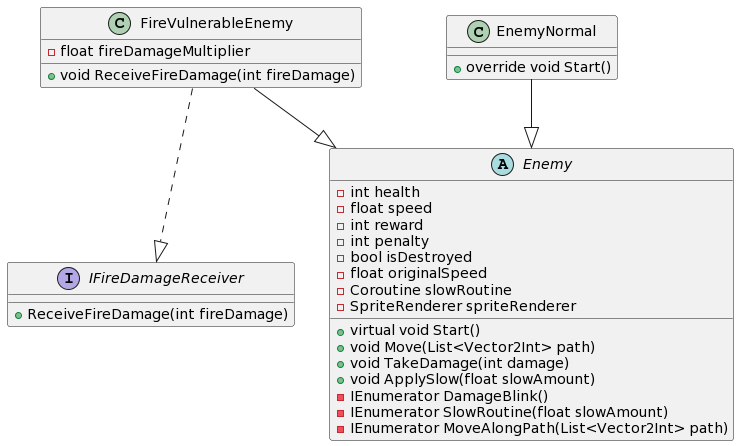 C FireVulnerableEnemy
float fireDamageMultiplier
void ReceiveFireDamage(int fireDamage)
C EnemyNormal
override void Start()
I IFireDamageReceiver
ReceiveFireDamage(int fireDamage)
A Enemy
int health
float speed
int reward
int penalty
bool isDestroyed
float originalSpeed
Coroutine slowRoutine
SpriteRenderer spriteRenderer
virtual void Start()
void Move(List<Vector2Int> path)
void TakeDamage(int damage)
void ApplySlow(float slowAmount)
IEnumerator DamageBlink()
IEnumerator SlowRoutine(float slowAmount)
IEnumerator MoveAlongPath(List<Vector2Int> path)